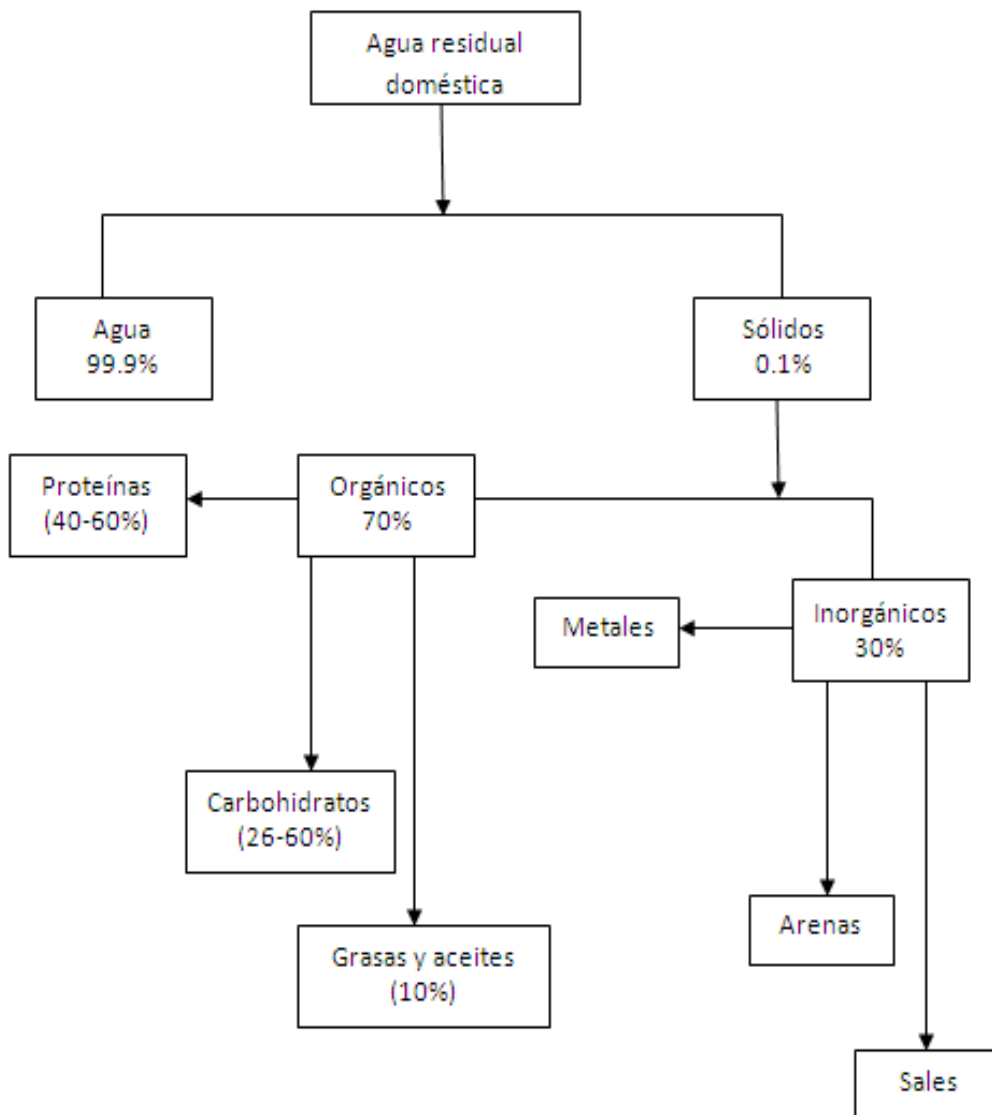 Agua residual
doméstica
Agua
99.9%
Sólidos
0.1%
Proteínas
(40-60%)
Orgánicos
70%
Metales
Inorgánicos
30%
Carbohidratos
(26-60%)
Arenas
Grasas y aceites
(10%)
Sales